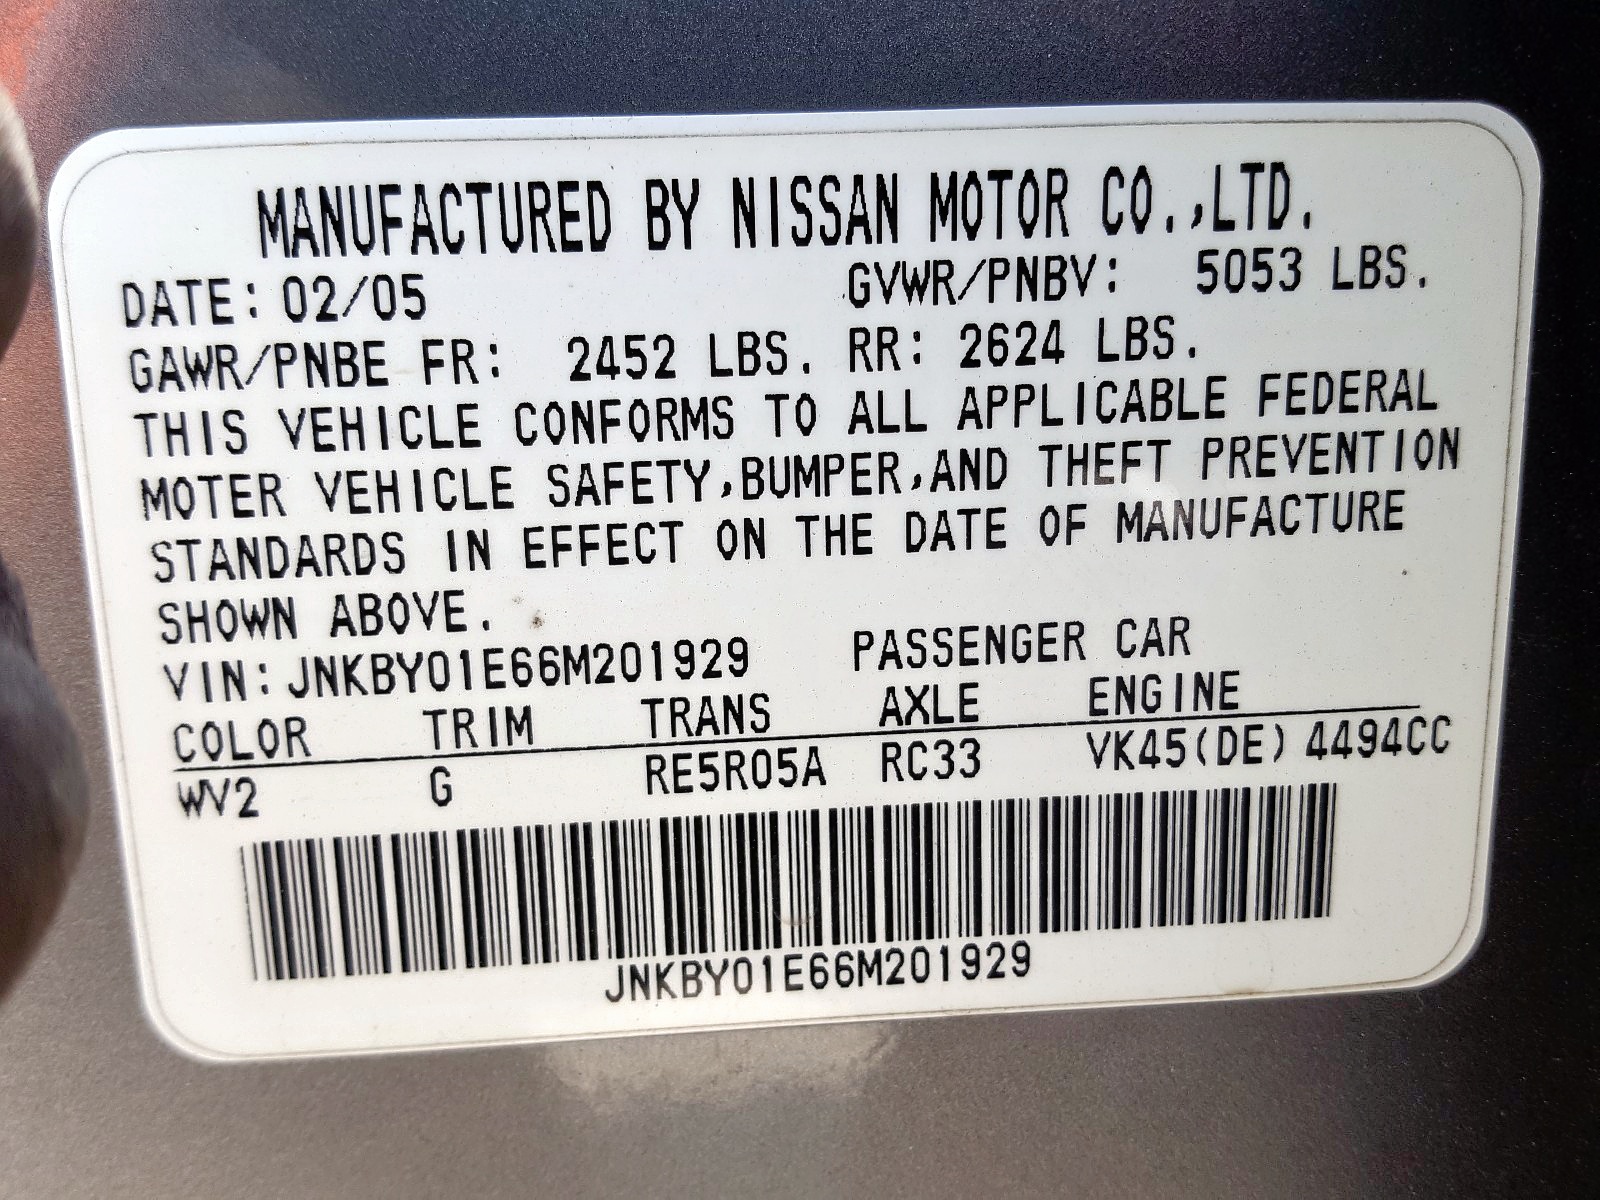 MANUFACTURED BY NISSAN MOTOR CO.,LTD.
DATE: 02/05 GVWR/PNBV: 5053 LBS.
GAWR/PNBE FR: 2452 LBS. RR: 2624 LBS.
THIS VEHICLE CONFORMS TO ALL APPLICABLE FEDERAL
MOTER VEHICLE SAFETY,BUMPER,AND THEFT PREVENTION
STANDARDS IN EFFECT ON THE DATE OF MANUFACTURE
SHOWN ABOVE.
VIN: JNKBY01E66M201929 PASSENGER CAR
COLOR TRIM TRANS AXLE ENGINE
WV2 G RE5R05A RC33 VK45(DE) 4494CC
JNKBY01E66M201929